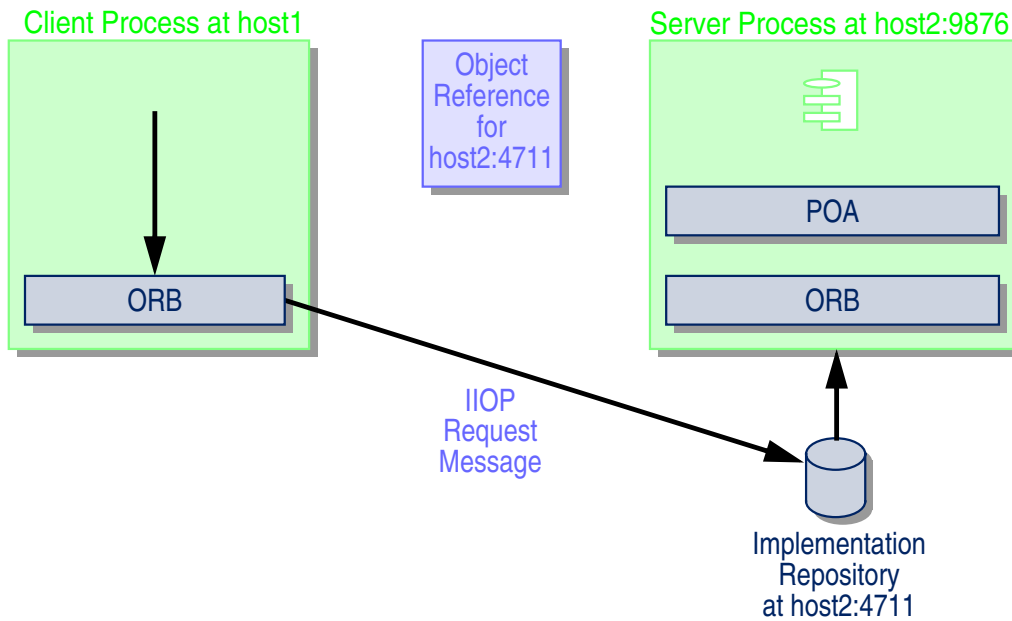 Client Process at host1
Server Process at host2:9876
Object
Reference
for
host2:4711
POA
ORB
ORB
IIOP
Request
Message
Implementation
Repository
at host2:4711